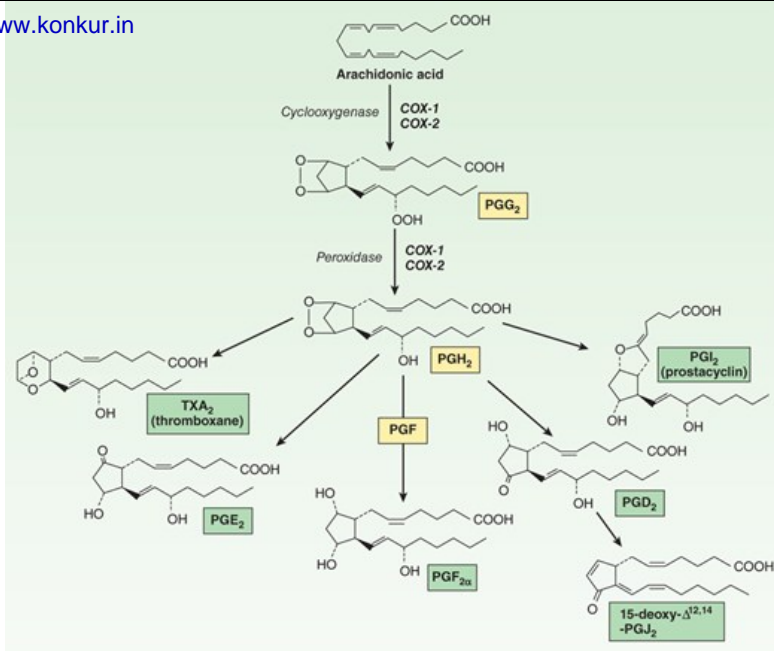 ww.konkur.in
COOH
Arachidonic acid
Cyclooxygenase
COX-1
COX-2
O
O
COOH
OOH
PGG₂
Peroxidase
COX-1
COX-2
O
O
COOH
OH
PGH₂
O
O
COOH
OH
TXA₂
(thromboxane)
COOH
O
OH
OH
PGI₂
(prostacyclin)
PGF
O
COOH
HO
OH
PGE₂
HO
COOH
HO
OH
PGF₂α
HO
COOH
O
OH
PGD₂
COOH
O
15-deoxy-Δ¹²,¹⁴
-PGJ₂